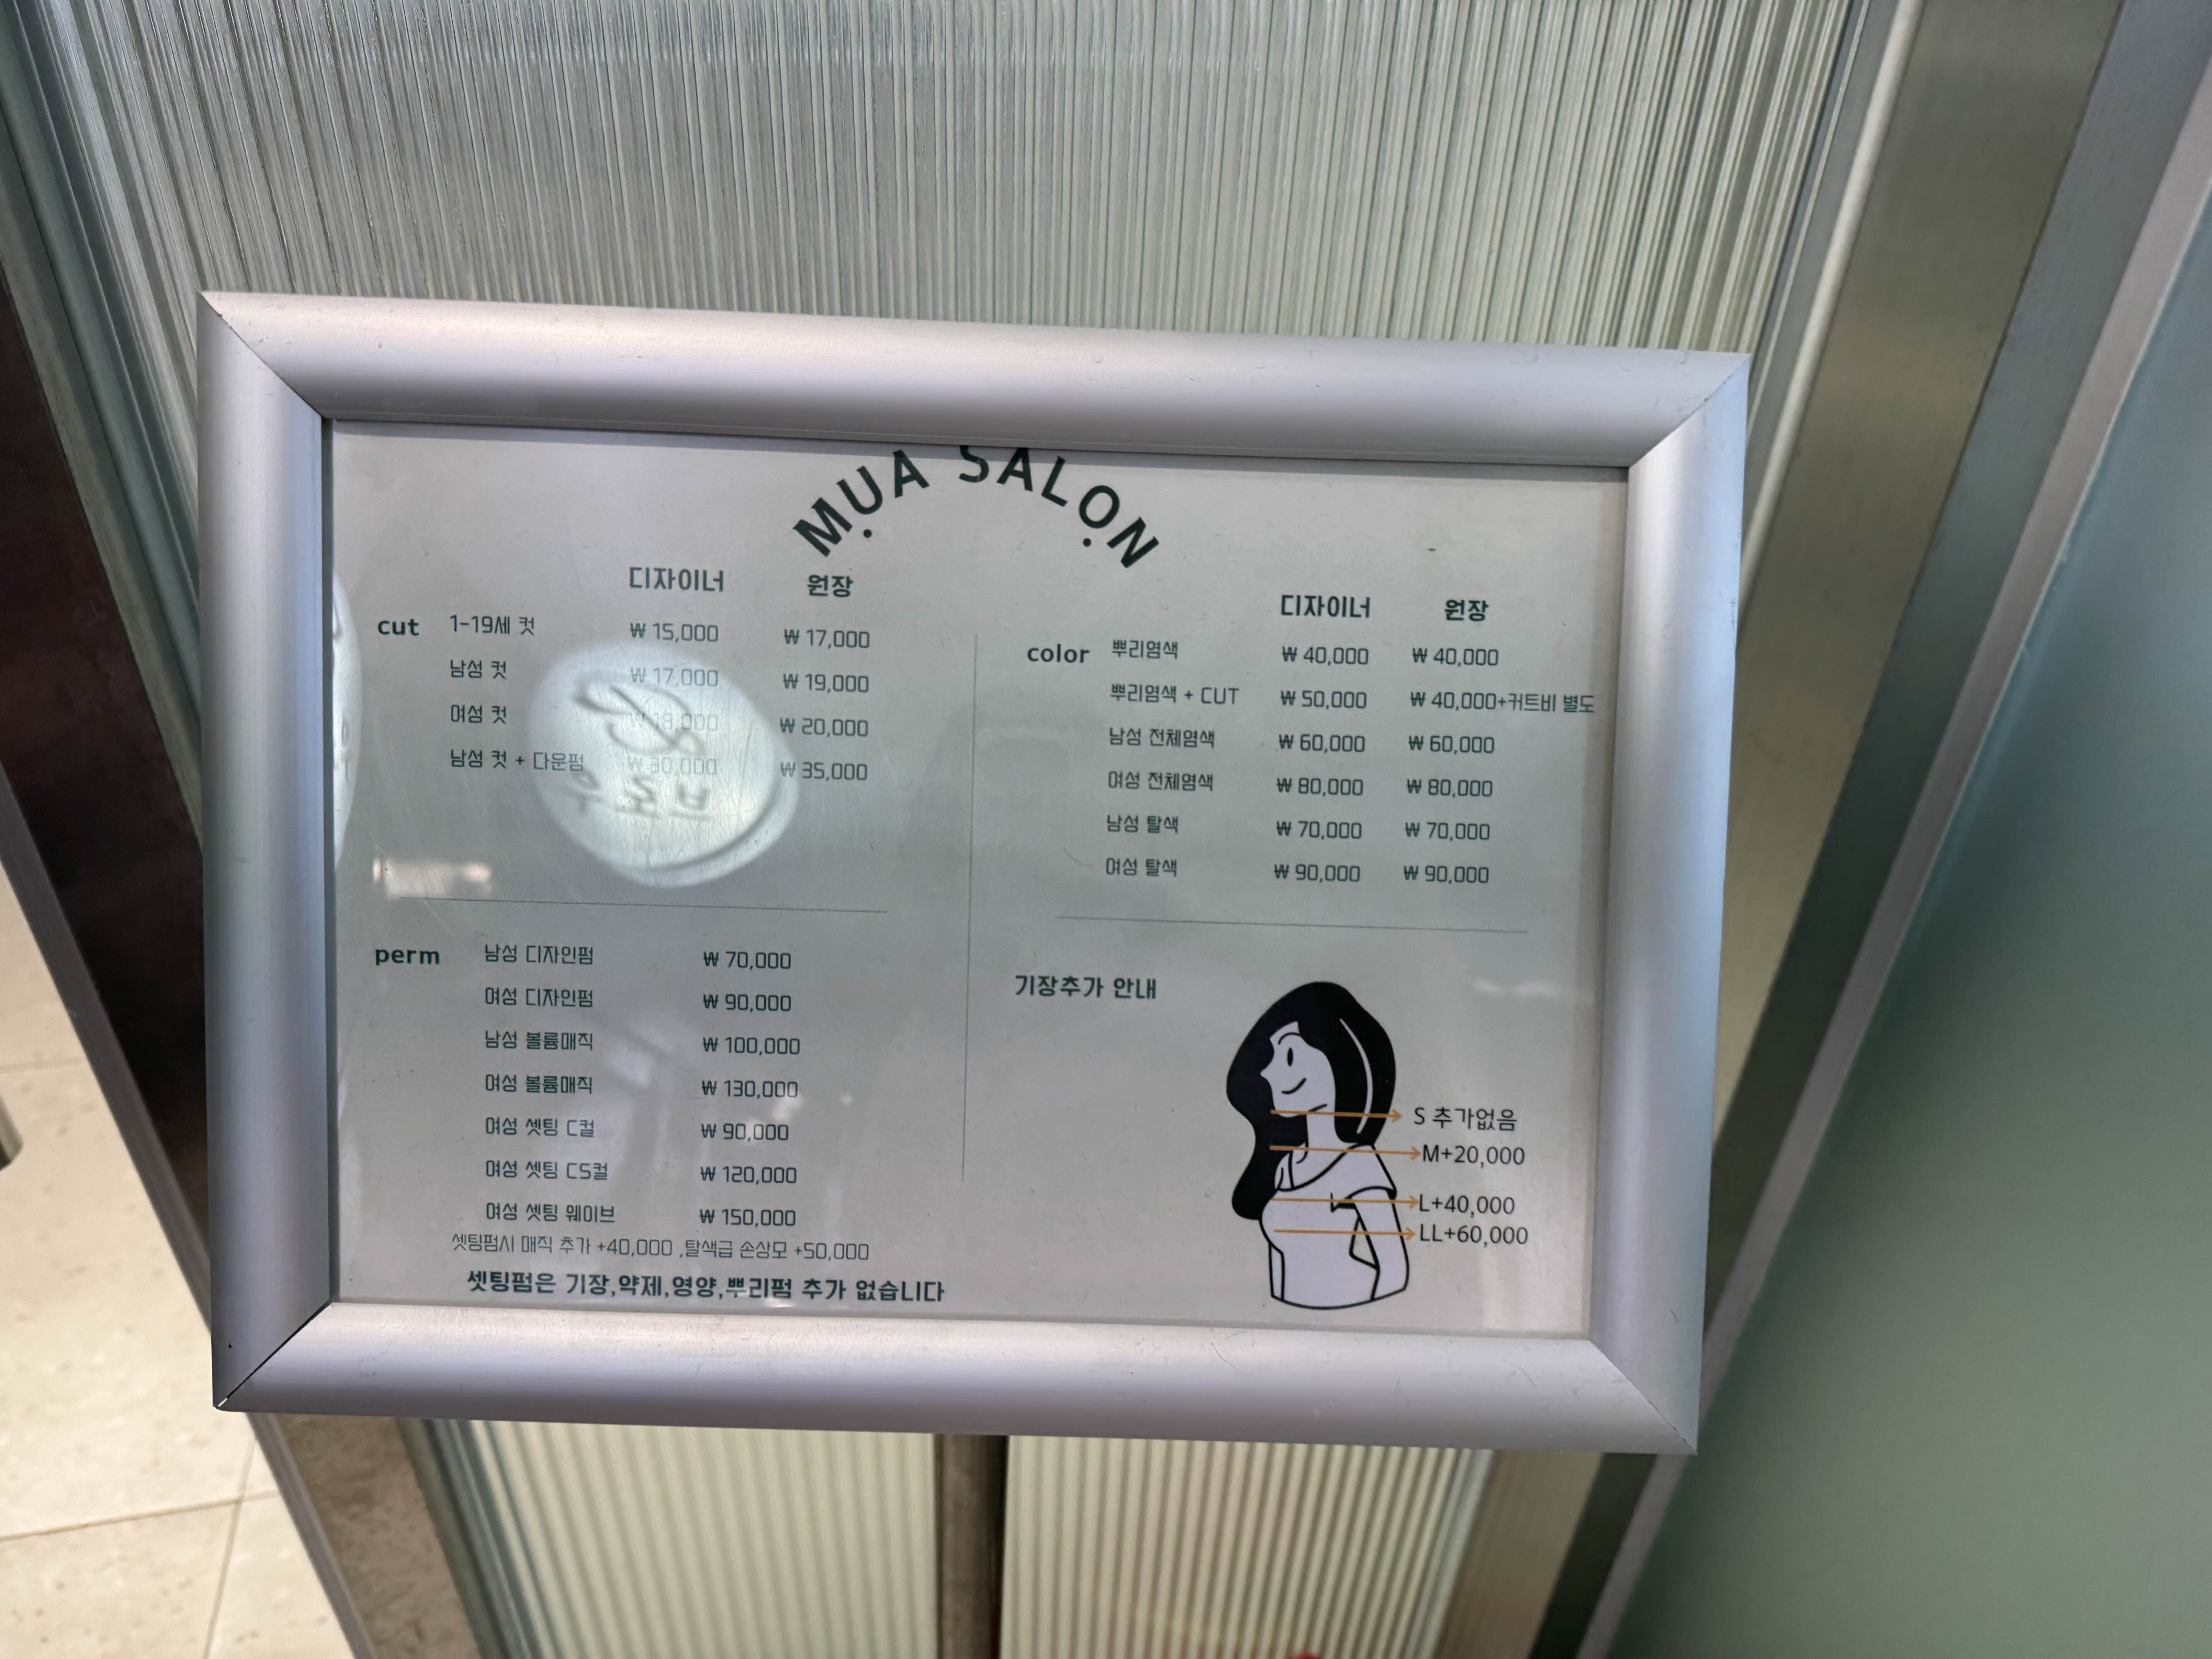 MUA SALON
디자이너 원장
cut 1-19세 컷 ₩ 15,000 ₩ 17,000
남성 컷 ₩ 17,000 ₩ 19,000
여성 컷 ₩ 18,000 ₩ 20,000
남성 컷 + 다운펌 ₩ 30,000 ₩ 35,000
perm 남성 디자인펌 ₩ 70,000
여성 디자인펌 ₩ 90,000
남성 볼륨매직 ₩ 100,000
여성 볼륨매직 ₩ 130,000
여성 셋팅 C컬 ₩ 90,000
여성 셋팅 CS컬 ₩ 120,000
여성 셋팅 웨이브 ₩ 150,000
셋팅펌시 매직 추가 +40,000 ,탈색급 손상모 +50,000
셋팅펌은 기장,약제,영양,뿌리펌 추가 없습니다
디자이너 원장
color 뿌리염색 ₩ 40,000 ₩ 40,000
뿌리염색 + CUT ₩ 50,000 ₩ 40,000+커트비 별도
남성 전체염색 ₩ 60,000 ₩ 60,000
여성 전체염색 ₩ 80,000 ₩ 80,000
남성 탈색 ₩ 70,000 ₩ 70,000
여성 탈색 ₩ 90,000 ₩ 90,000
기장추가 안내
S 추가없음
M+20,000
L+40,000
LL+60,000